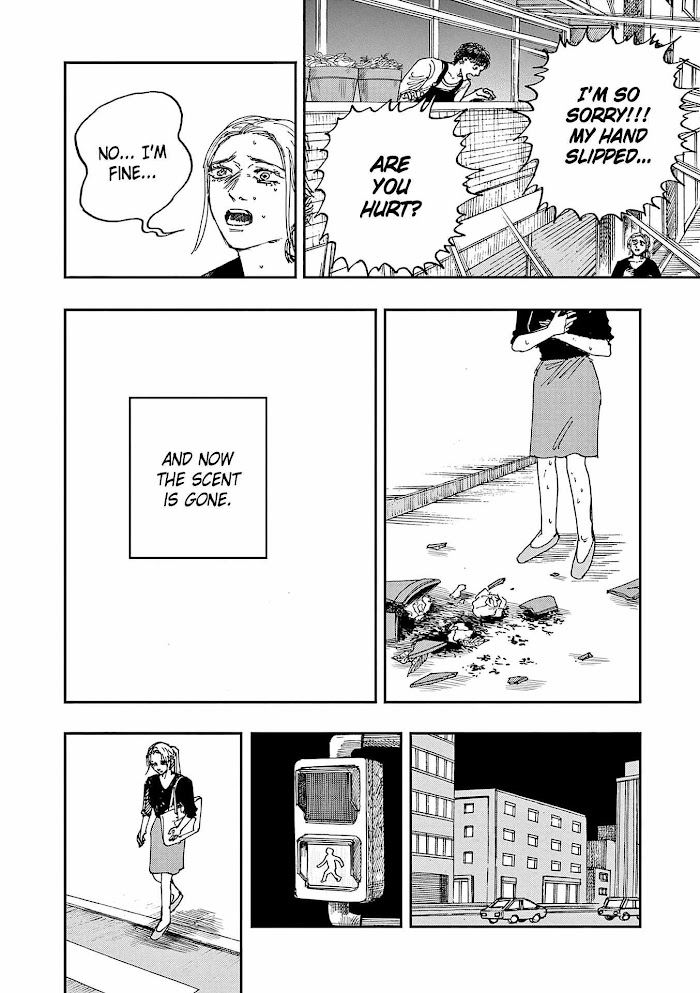 I'M SO
SORRY!!!
MY HAND
SLIPPED...
ARE
YOU
HURT?
NO... I'M
FINE...
AND NOW
THE SCENT
IS GONE.